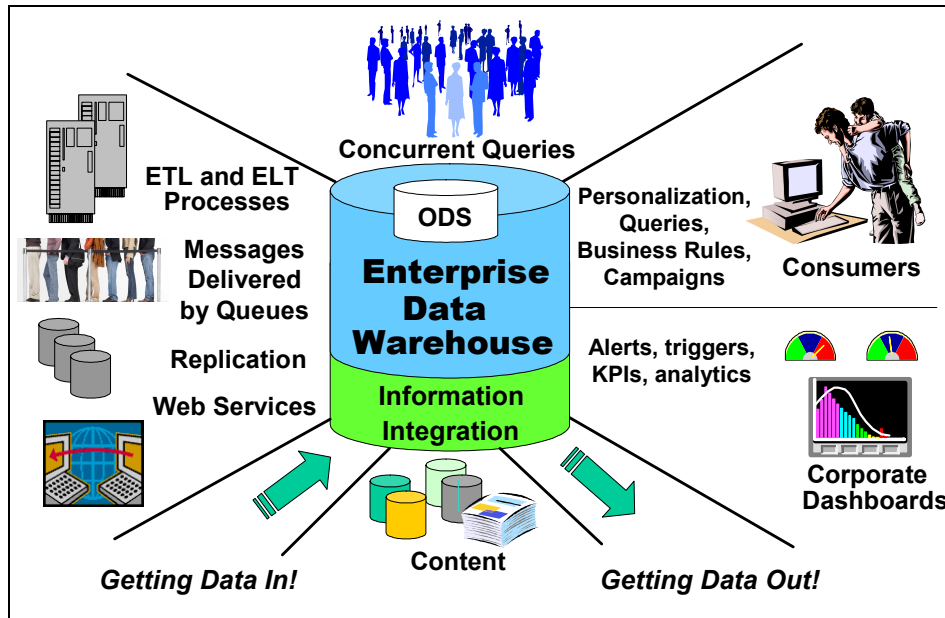 Concurrent Queries
ETL and ELT
Processes
Messages
Delivered
by Queues
Replication
Web Services
ODS
Enterprise
Data
Warehouse
Information
Integration
Personalization,
Queries,
Business Rules,
Campaigns
Consumers
Alerts, triggers,
KPIs, analytics
Corporate
Dashboards
Content
Getting Data In!
Getting Data Out!